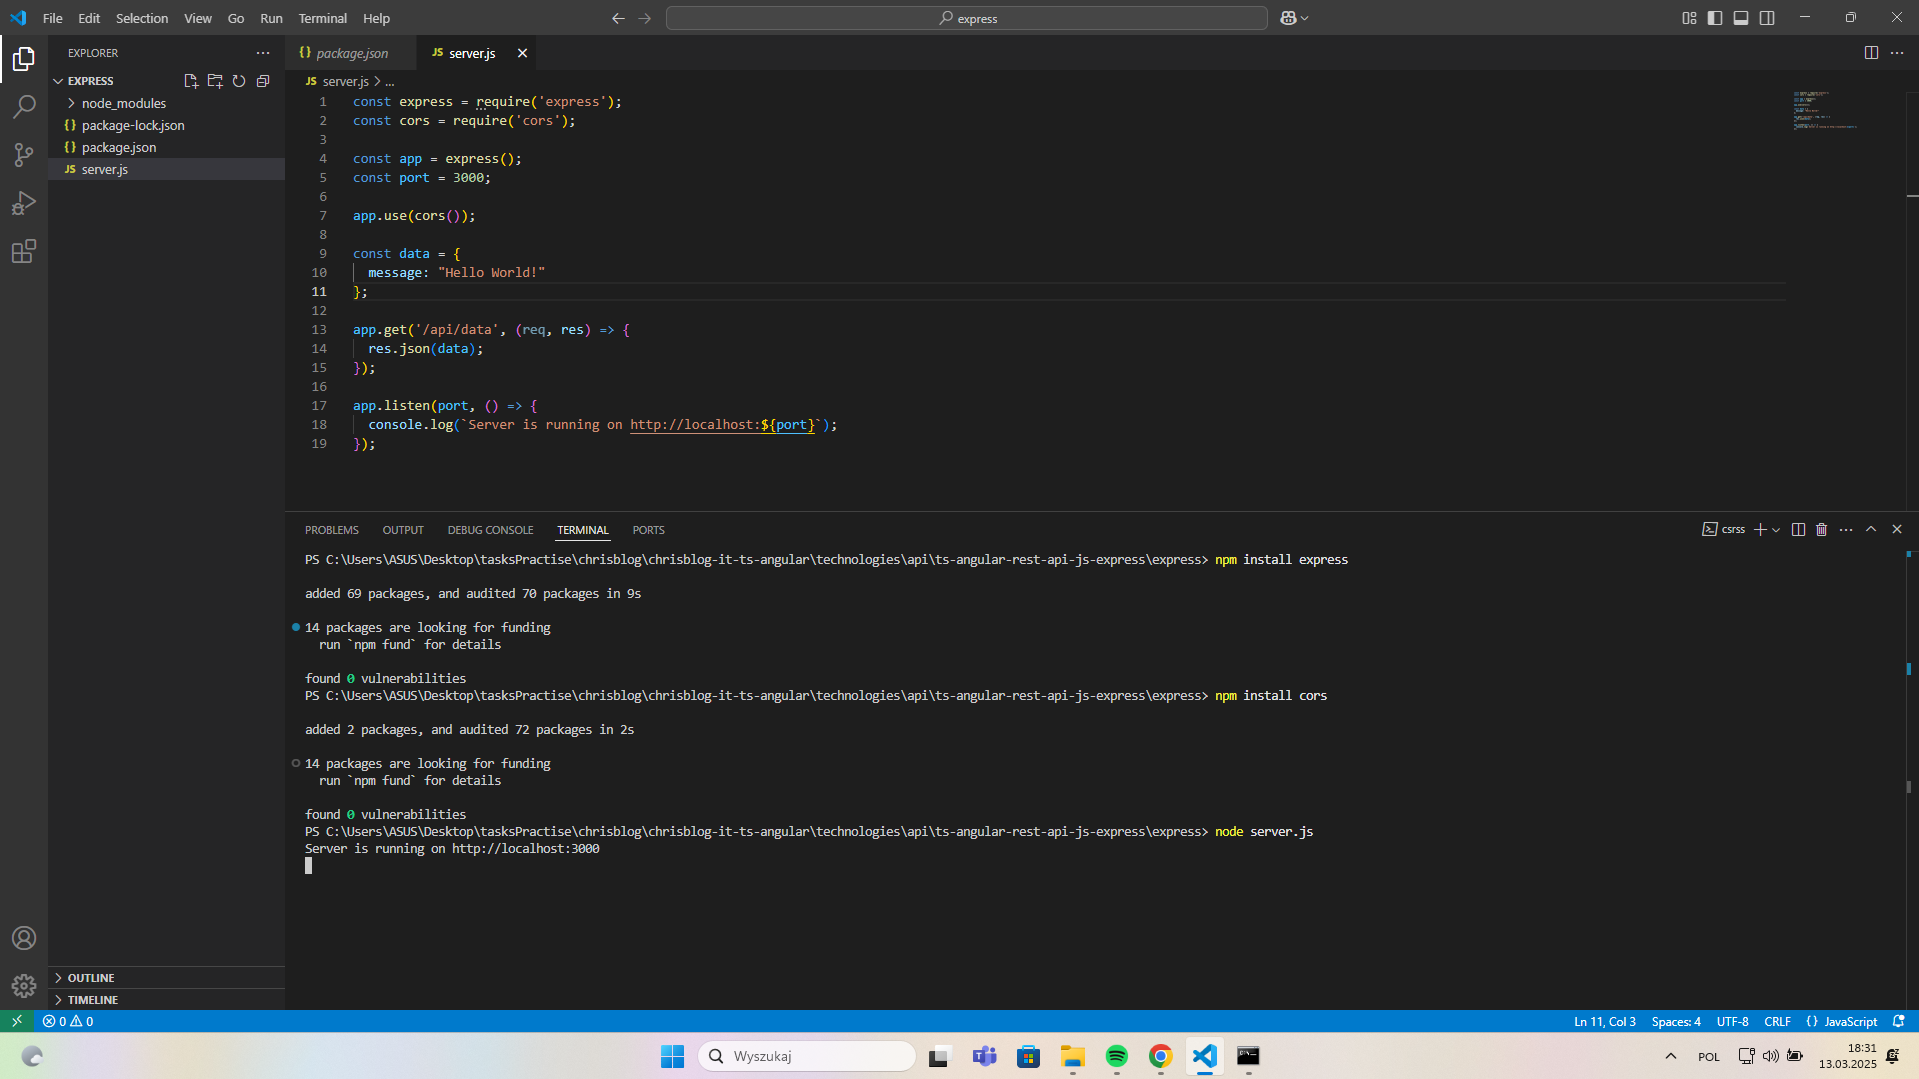 File Edit Selection View Go Run Terminal Help
express
EXPLORER
EXPRESS
node_modules
package-lock.json
package.json
server.js
OUTLINE
TIMELINE
package.json
JS server.js
JS server.js > ...
1 const express = require('express');
2 const cors = require('cors');
3
4 const app = express();
5 const port = 3000;
6
7 app.use(cors());
8
9 const data = {
10 message: "Hello World!"
11 };
12
13 app.get('/api/data', (req, res) => {
14 res.json(data);
15 });
16
17 app.listen(port, () => {
18 console.log(`Server is running on http://localhost:${port}`);
19 });
PROBLEMS OUTPUT DEBUG CONSOLE TERMINAL PORTS
csrss
PS C:\Users\ASUS\Desktop\tasksPractise\chrisblog\chrisblog-it-ts-angular\technologies\api\ts-angular-rest-api-js-express\express> npm install express
added 69 packages, and audited 70 packages in 9s
14 packages are looking for funding
run `npm fund` for details
found 0 vulnerabilities
PS C:\Users\ASUS\Desktop\tasksPractise\chrisblog\chrisblog-it-ts-angular\technologies\api\ts-angular-rest-api-js-express\express> npm install cors
added 2 packages, and audited 72 packages in 2s
14 packages are looking for funding
run `npm fund` for details
found 0 vulnerabilities
PS C:\Users\ASUS\Desktop\tasksPractise\chrisblog\chrisblog-it-ts-angular\technologies\api\ts-angular-rest-api-js-express\express> node server.js
Server is running on http://localhost:3000
0 0
Ln 11, Col 3 Spaces: 4 UTF-8 CRLF {} JavaScript
Wyszukaj
POL
18:31
13.03.2025